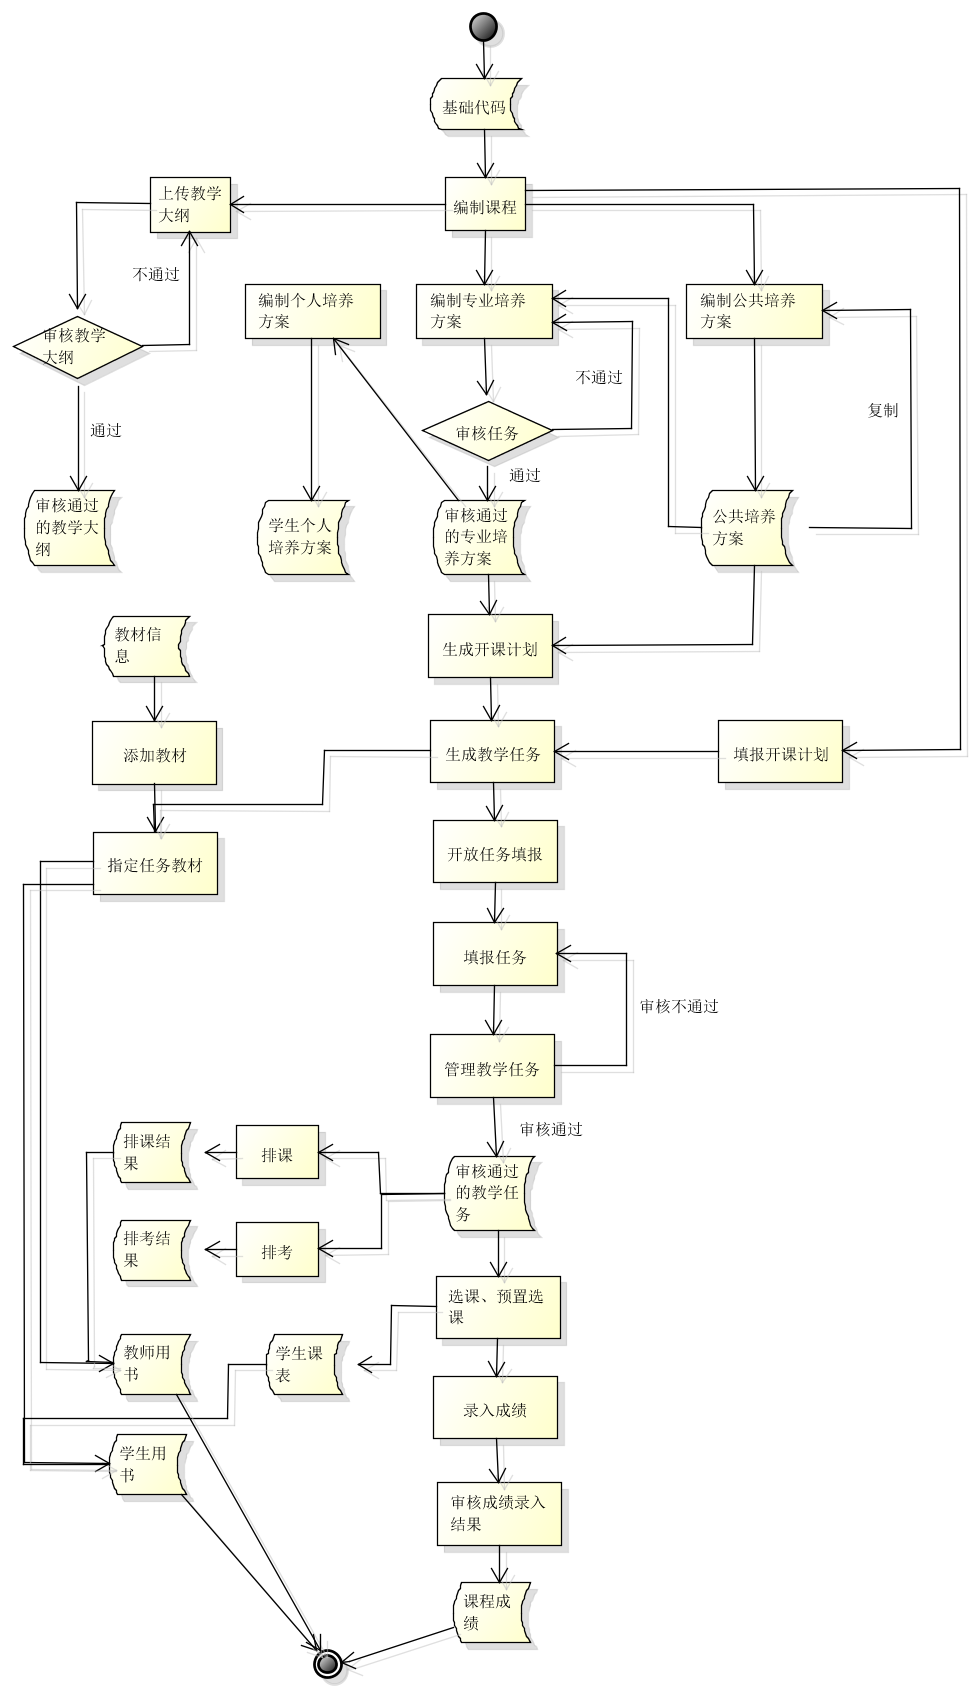 基础代码
上传教学
大纲
编制课程
不通过
编制个人培养
方案
编制专业培养
方案
编制公共培养
方案
审核教学
大纲
不通过
复制
通过
审核任务
通过
审核通过
的教学大
纲
学生个人
培养方案
审核通过
的专业培
养方案
公共培养
方案
教材信
息
生成开课计划
添加教材
生成教学任务
填报开课计划
指定任务教材
开放任务填报
填报任务
审核不通过
管理教学任务
审核通过
排课结
果
排课
审核通过
的教学任
务
排考结
果
排考
选课、预置选
课
教师用
书
学生课
表
录入成绩
学生用
书
审核成绩录入
结果
课程成
绩